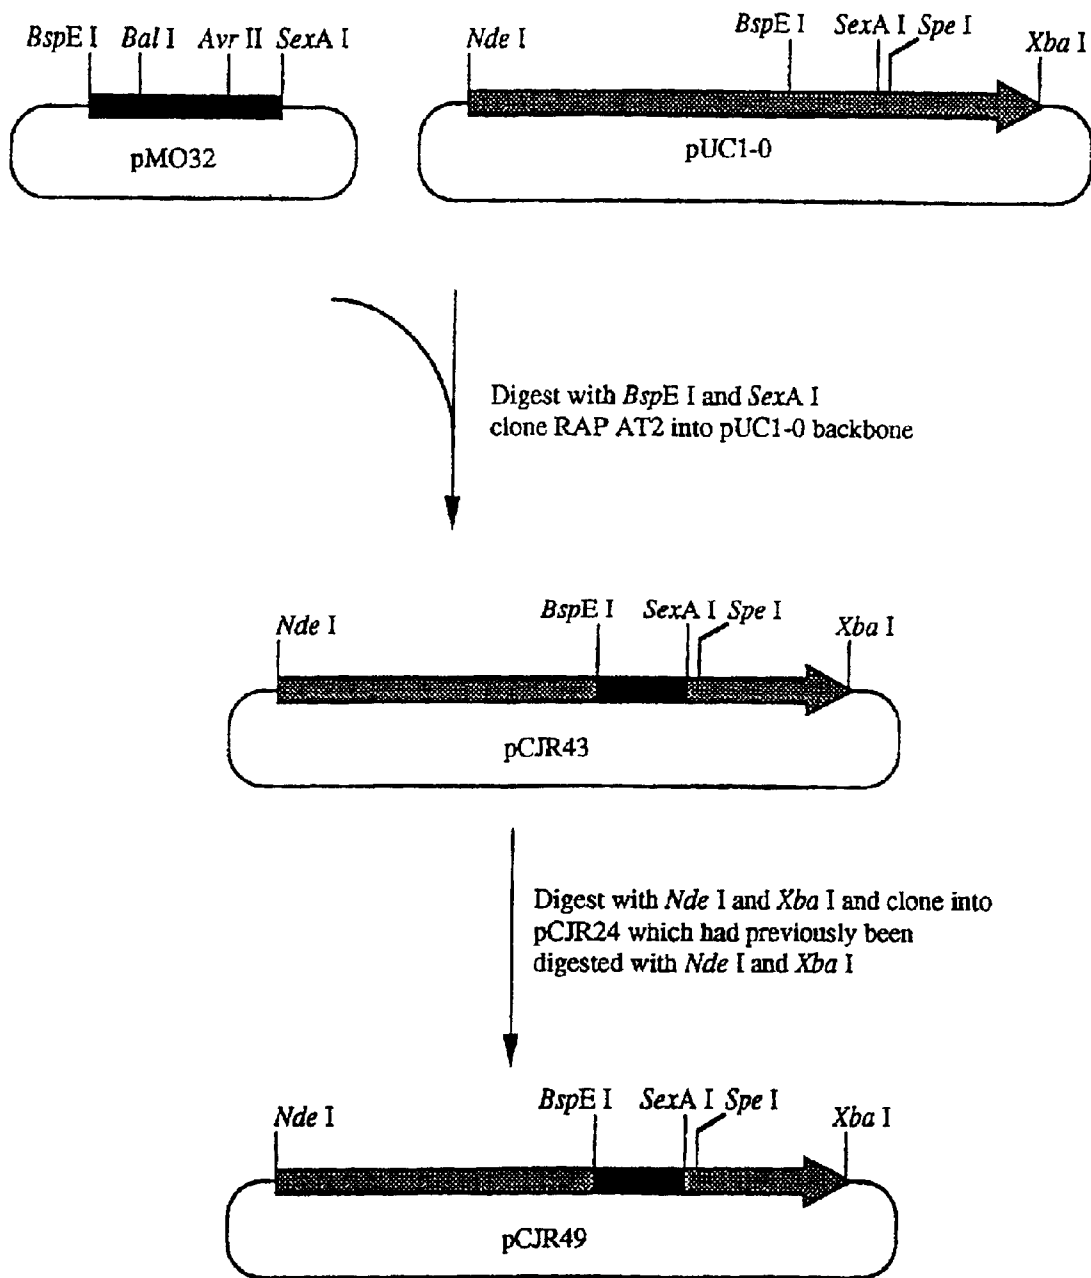 BspE I Bal I Avr II SexA I
Nde I BspE I SexA I Spe I Xba I
pMO32
pUC1-0
Digest with BspE I and SexA I
clone RAP AT2 into pUC1-0 backbone
Nde I BspE I SexA I Spe I Xba I
pCJR43
Digest with Nde I and Xba I and clone into
pCJR24 which had previously been
digested with Nde I and Xba I
Nde I BspE I SexA I Spe I Xba I
pCJR49